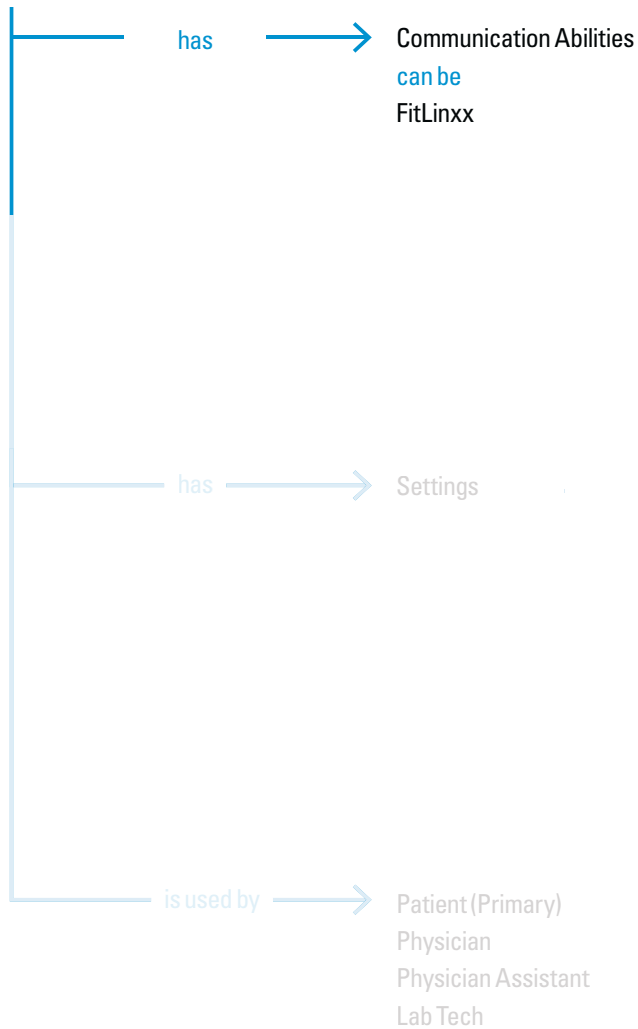 has
Communication Abilities
can be
FitLinxx
has
Settings
is used by
Patient (Primary)
Physician
Physician Assistant
Lab Tech